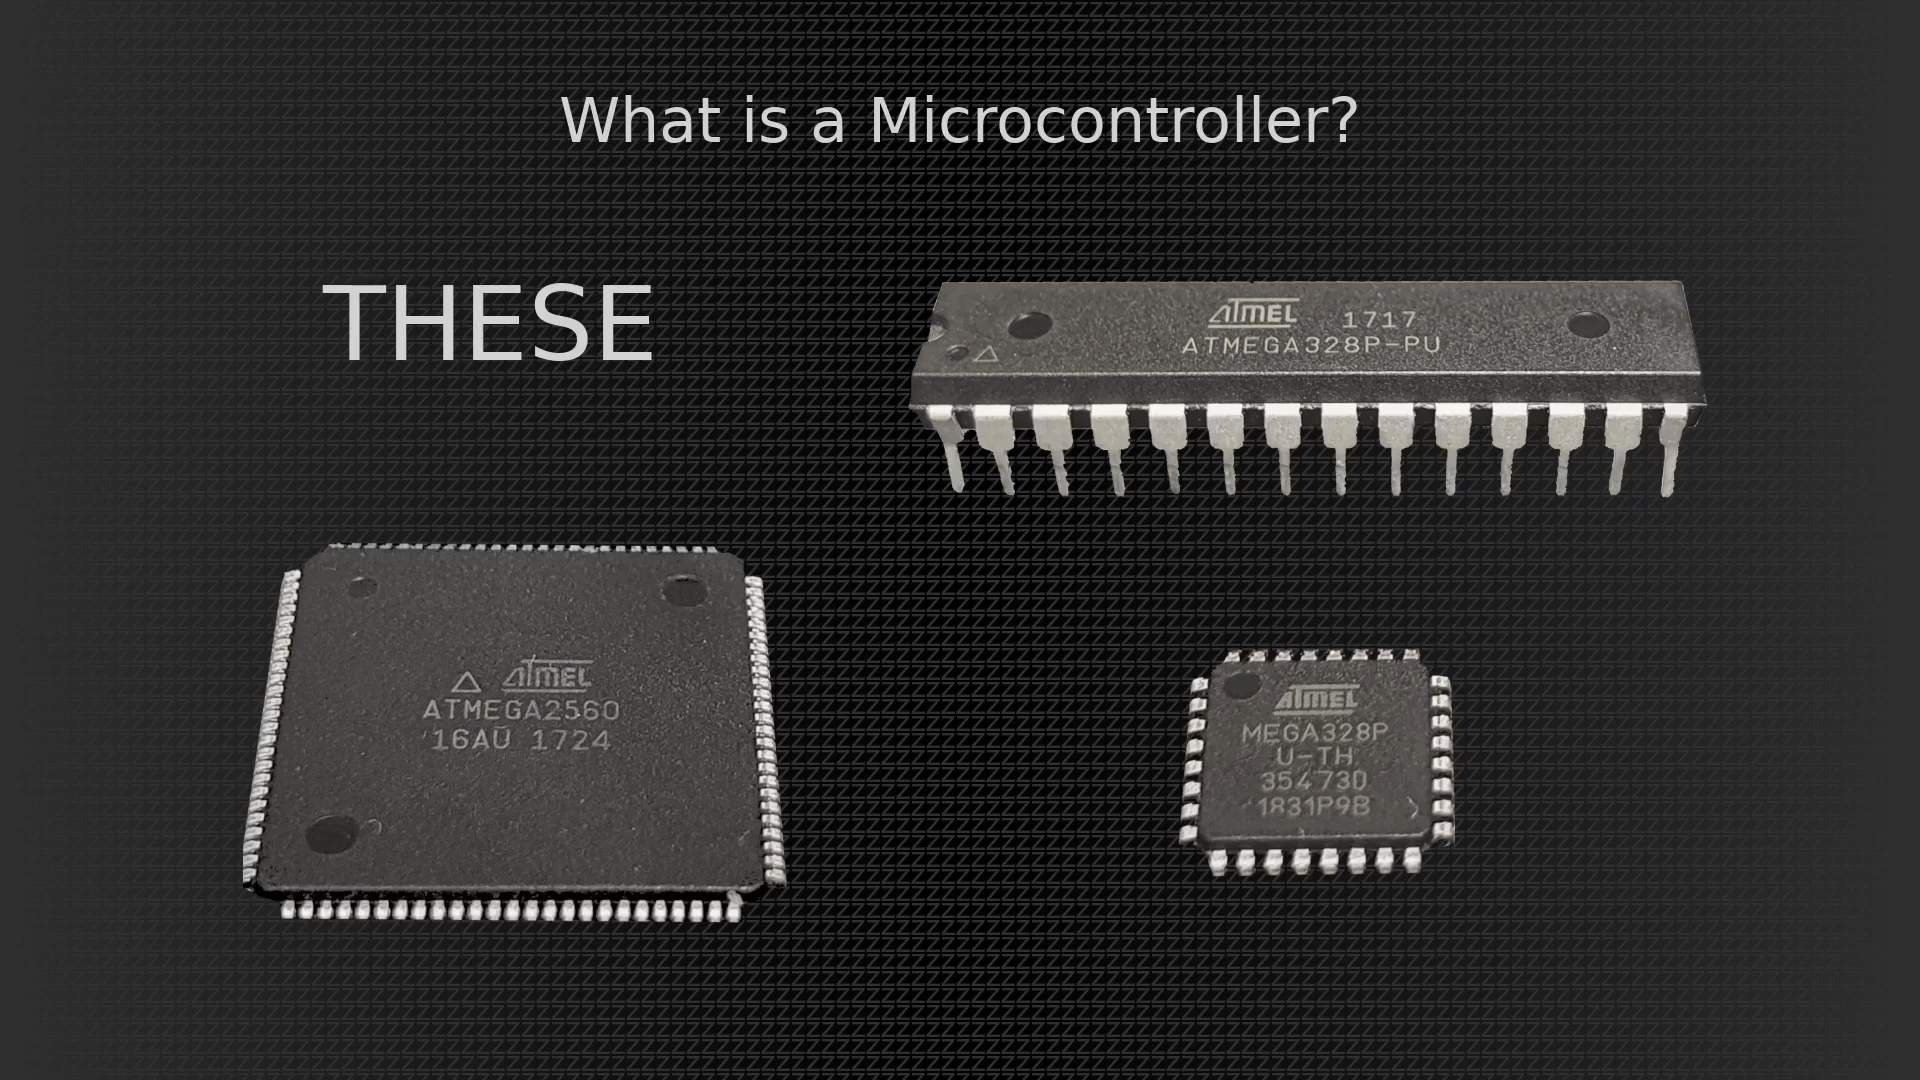 What is a Microcontroller?
THESE
ATMEL 1717
ATMEGA328P-PU
ATMEL
ATMEGA2560
16AU 1724
ATMEL
MEGA328P
U-TH
354730
1831P9B